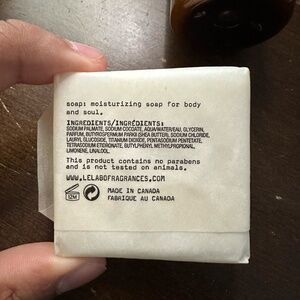 soap: moisturizing soap for body
and soul.
INGREDIENTS/INGRÉDIENTS:
SODIUM PALMATE, SODIUM COCOATE, AQUA/WATER/EAU, GLYCERIN,
PARFUM, BUTYROSPERMUM PARKII (SHEA BUTTER), SODIUM CHLORIDE,
LAURYL GLUCOSIDE, TITANIUM DIOXIDE, PENTASODIUM PENTETATE,
TETRASODIUM ETIDRONATE, BUTYLPHENYL METHYLPROPIONAL,
LIMONENE, LINALOOL.
This product contains no parabens
and is not tested on animals.
WWW.LELABOFRAGRANCES.COM
12M
MADE IN CANADA
FABRIQUE AU CANADA